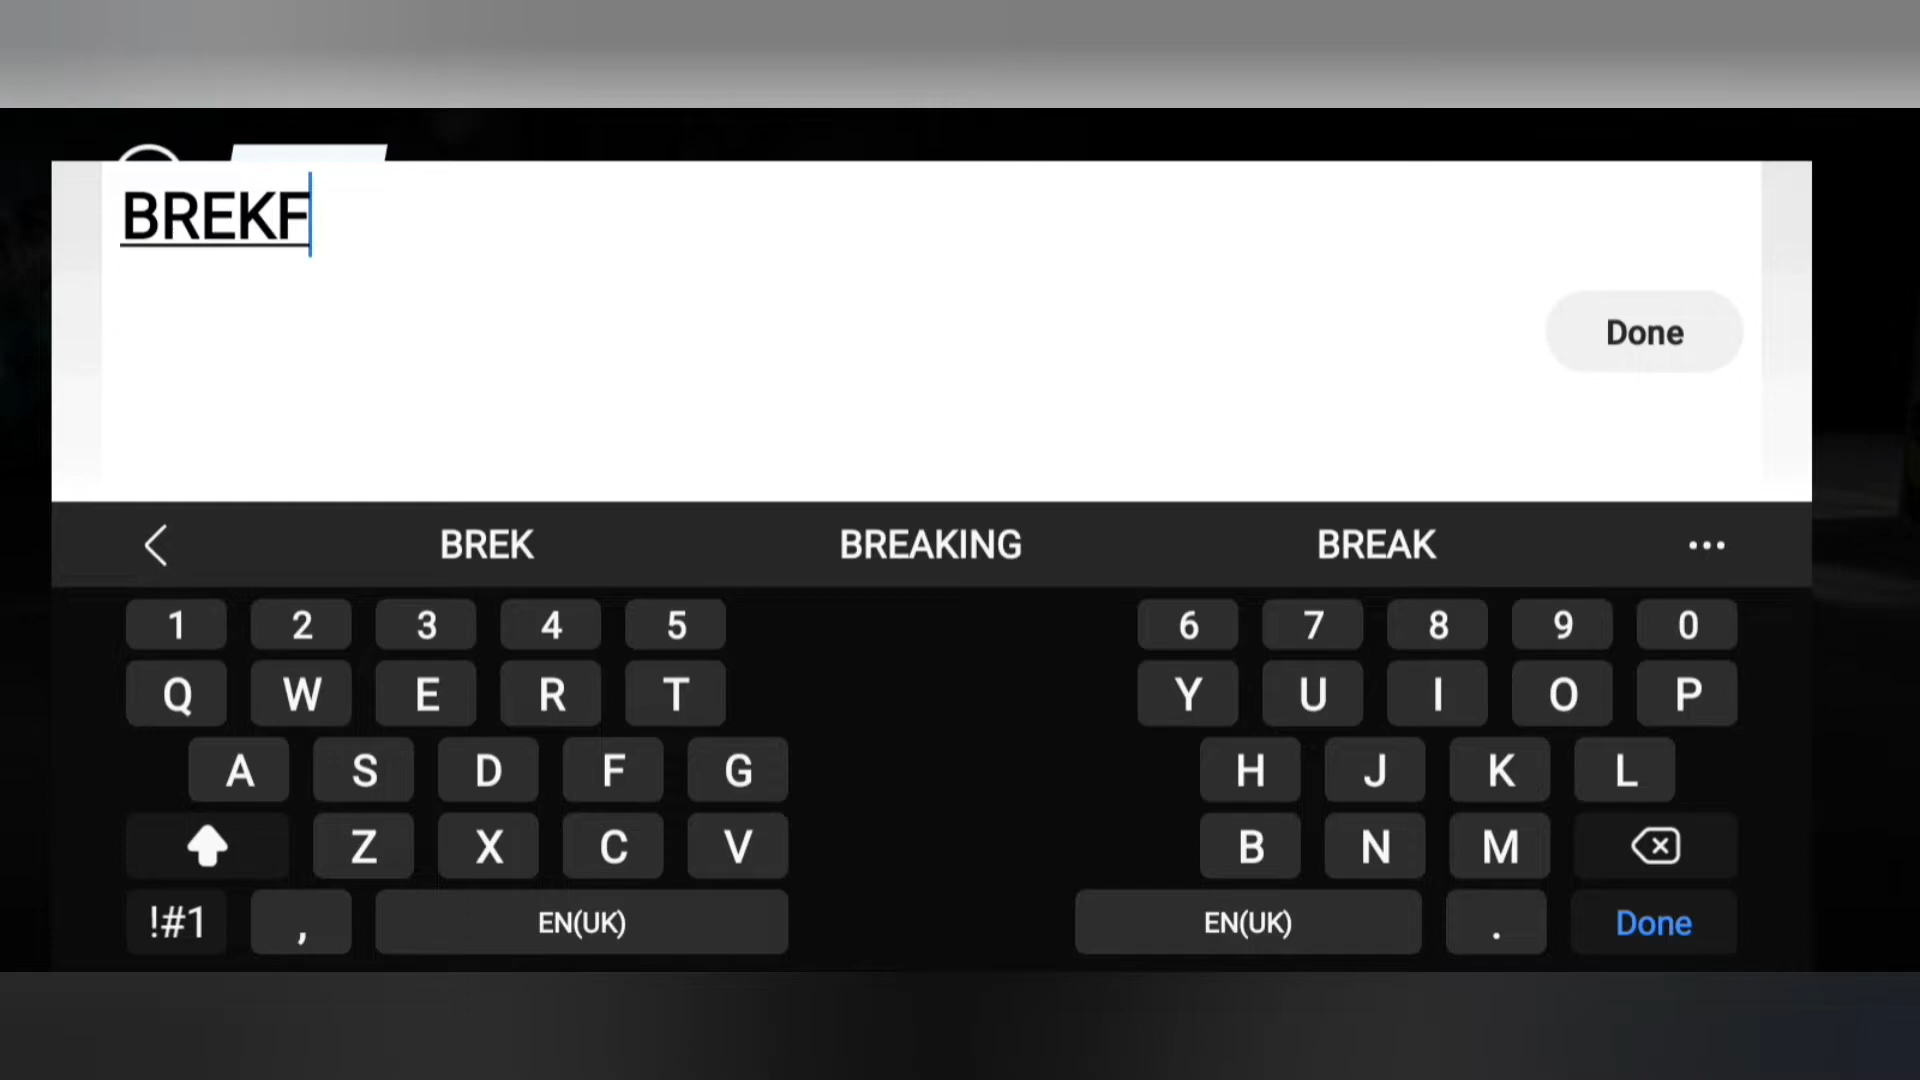 BREKF
Done
BREK BREAKING BREAK ...
1 2 3 4 5 6 7 8 9 0
Q W E R T Y U I O P
A S D F G H J K L
Z X C V B N M
!#1 , EN(UK) EN(UK) . Done